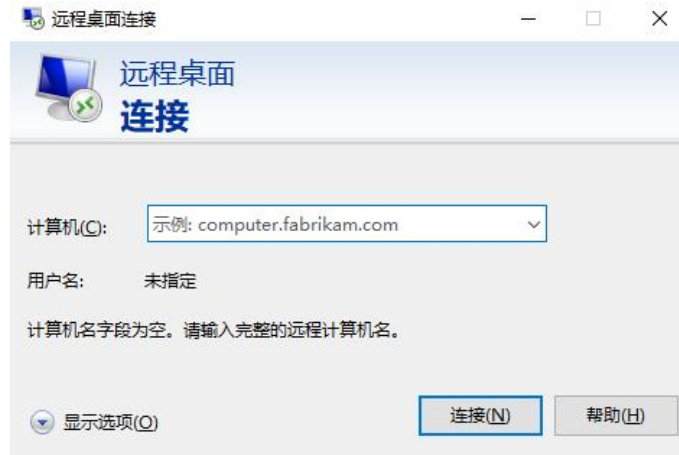 远程桌面连接
远程桌面
连接
计算机(C):
示例: computer.fabrikam.com
用户名:
未指定
计算机名字段为空。请输入完整的远程计算机名。
显示选项(O)
连接(N)
帮助(H)